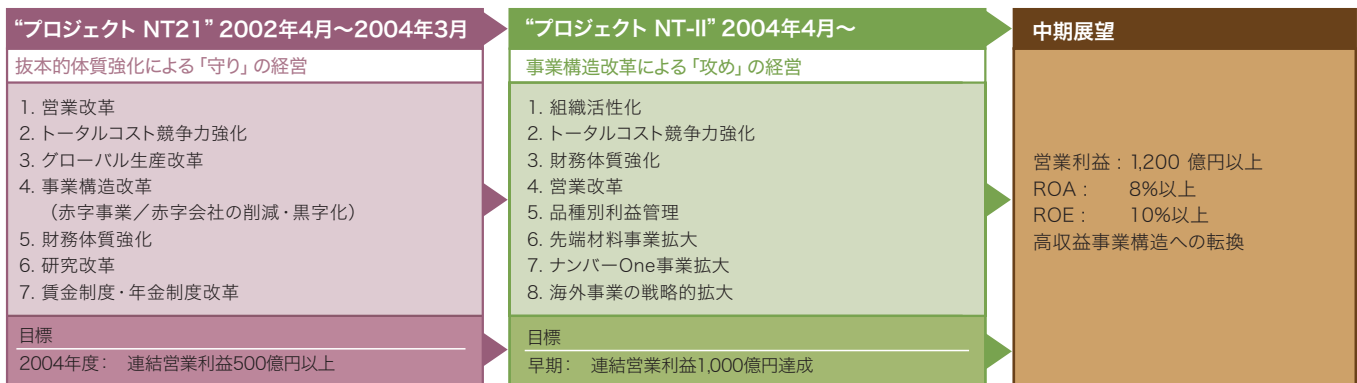 “プロジェクト NT21” 2002年4月～2004年3月
抜本的体質強化による「守り」の経営
1. 営業改革
2. トータルコスト競争力強化
3. グローバル生産改革
4. 事業構造改革
（赤字事業／赤字会社の削減・黒字化）
5. 財務体質強化
6. 研究改革
7. 賃金制度・年金制度改革
目標
2004年度： 連結営業利益500億円以上
“プロジェクト NT-II” 2004年4月～
事業構造改革による「攻め」の経営
1. 組織活性化
2. トータルコスト競争力強化
3. 財務体質強化
4. 営業改革
5. 品種別利益管理
6. 先端材料事業拡大
7. ナンバーOne事業拡大
8. 海外事業の戦略的拡大
目標
早期： 連結営業利益1,000億円達成
中期展望
営業利益： 1,200 億円以上
ROA： 8%以上
ROE： 10%以上
高収益事業構造への転換